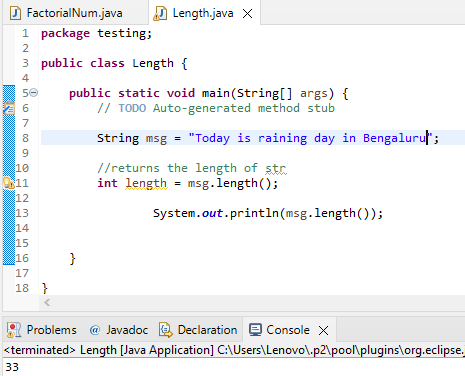 FactorialNum.java Length.java
1 package testing;
2
3 public class Length {
4
5 public static void main(String[] args) {
6 // TODO Auto-generated method stub
7
8 String msg = "Today is raining day in Bengaluru";
9
10 //returns the length of str
11 int length = msg.length();
12
13 System.out.println(msg.length());
14
15
16 }
17
18 }
Problems @ Javadoc Declaration Console
<terminated> Length [Java Application] C:\Users\Lenovo\.p2\pool\plugins\org.eclipse.
33